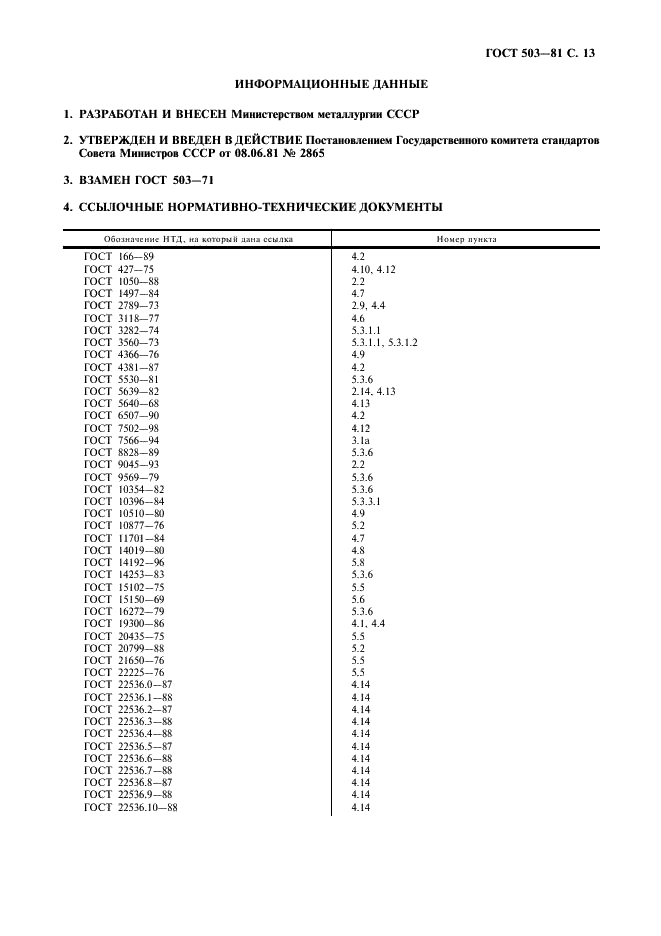 ГОСТ 503—81 С. 13
ИНФОРМАЦИОННЫЕ ДАННЫЕ
1. РАЗРАБОТАН И ВНЕСЕН Министерством металлургии СССР
2. УТВЕРЖДЕН И ВВЕДЕН В ДЕЙСТВИЕ Постановлением Государственного комитета стандартов
Совета Министров СССР от 08.06.81 № 2865
3. ВЗАМЕН ГОСТ 503—71
4. ССЫЛОЧНЫЕ НОРМАТИВНО-ТЕХНИЧЕСКИЕ ДОКУМЕНТЫ
Обозначение НТД, на который дана ссылка Номер пункта
ГОСТ 166—89 4.2
ГОСТ 427—75 4.10, 4.12
ГОСТ 1050—88 2.2
ГОСТ 1497—84 4.7
ГОСТ 2789—73 2.9, 4.4
ГОСТ 3118—77 4.6
ГОСТ 3282—74 5.3.1.1
ГОСТ 3560—73 5.3.1.1, 5.3.1.2
ГОСТ 4366—76 4.9
ГОСТ 4381—87 4.2
ГОСТ 5530—81 5.3.6
ГОСТ 5639—82 2.14, 4.13
ГОСТ 5640—68 4.13
ГОСТ 6507—90 4.2
ГОСТ 7502—98 4.12
ГОСТ 7566—94 3.1а
ГОСТ 8828—89 5.3.6
ГОСТ 9045—93 2.2
ГОСТ 9569—79 5.3.6
ГОСТ 10354—82 5.3.6
ГОСТ 10396—84 5.3.3.1
ГОСТ 10510—80 4.9
ГОСТ 10877—76 5.2
ГОСТ 11701—84 4.7
ГОСТ 14019—80 4.8
ГОСТ 14192—96 5.8
ГОСТ 14253—83 5.3.6
ГОСТ 15102—75 5.5
ГОСТ 15150—69 5.6
ГОСТ 16272—79 5.3.6
ГОСТ 19300—86 4.1, 4.4
ГОСТ 20435—75 5.5
ГОСТ 20799—88 5.2
ГОСТ 21650—76 5.5
ГОСТ 22225—76 5.5
ГОСТ 22536.0—87 4.14
ГОСТ 22536.1—88 4.14
ГОСТ 22536.2—87 4.14
ГОСТ 22536.3—88 4.14
ГОСТ 22536.4—88 4.14
ГОСТ 22536.5—87 4.14
ГОСТ 22536.6—88 4.14
ГОСТ 22536.7—88 4.14
ГОСТ 22536.8—87 4.14
ГОСТ 22536.9—88 4.14
ГОСТ 22536.10—88 4.14